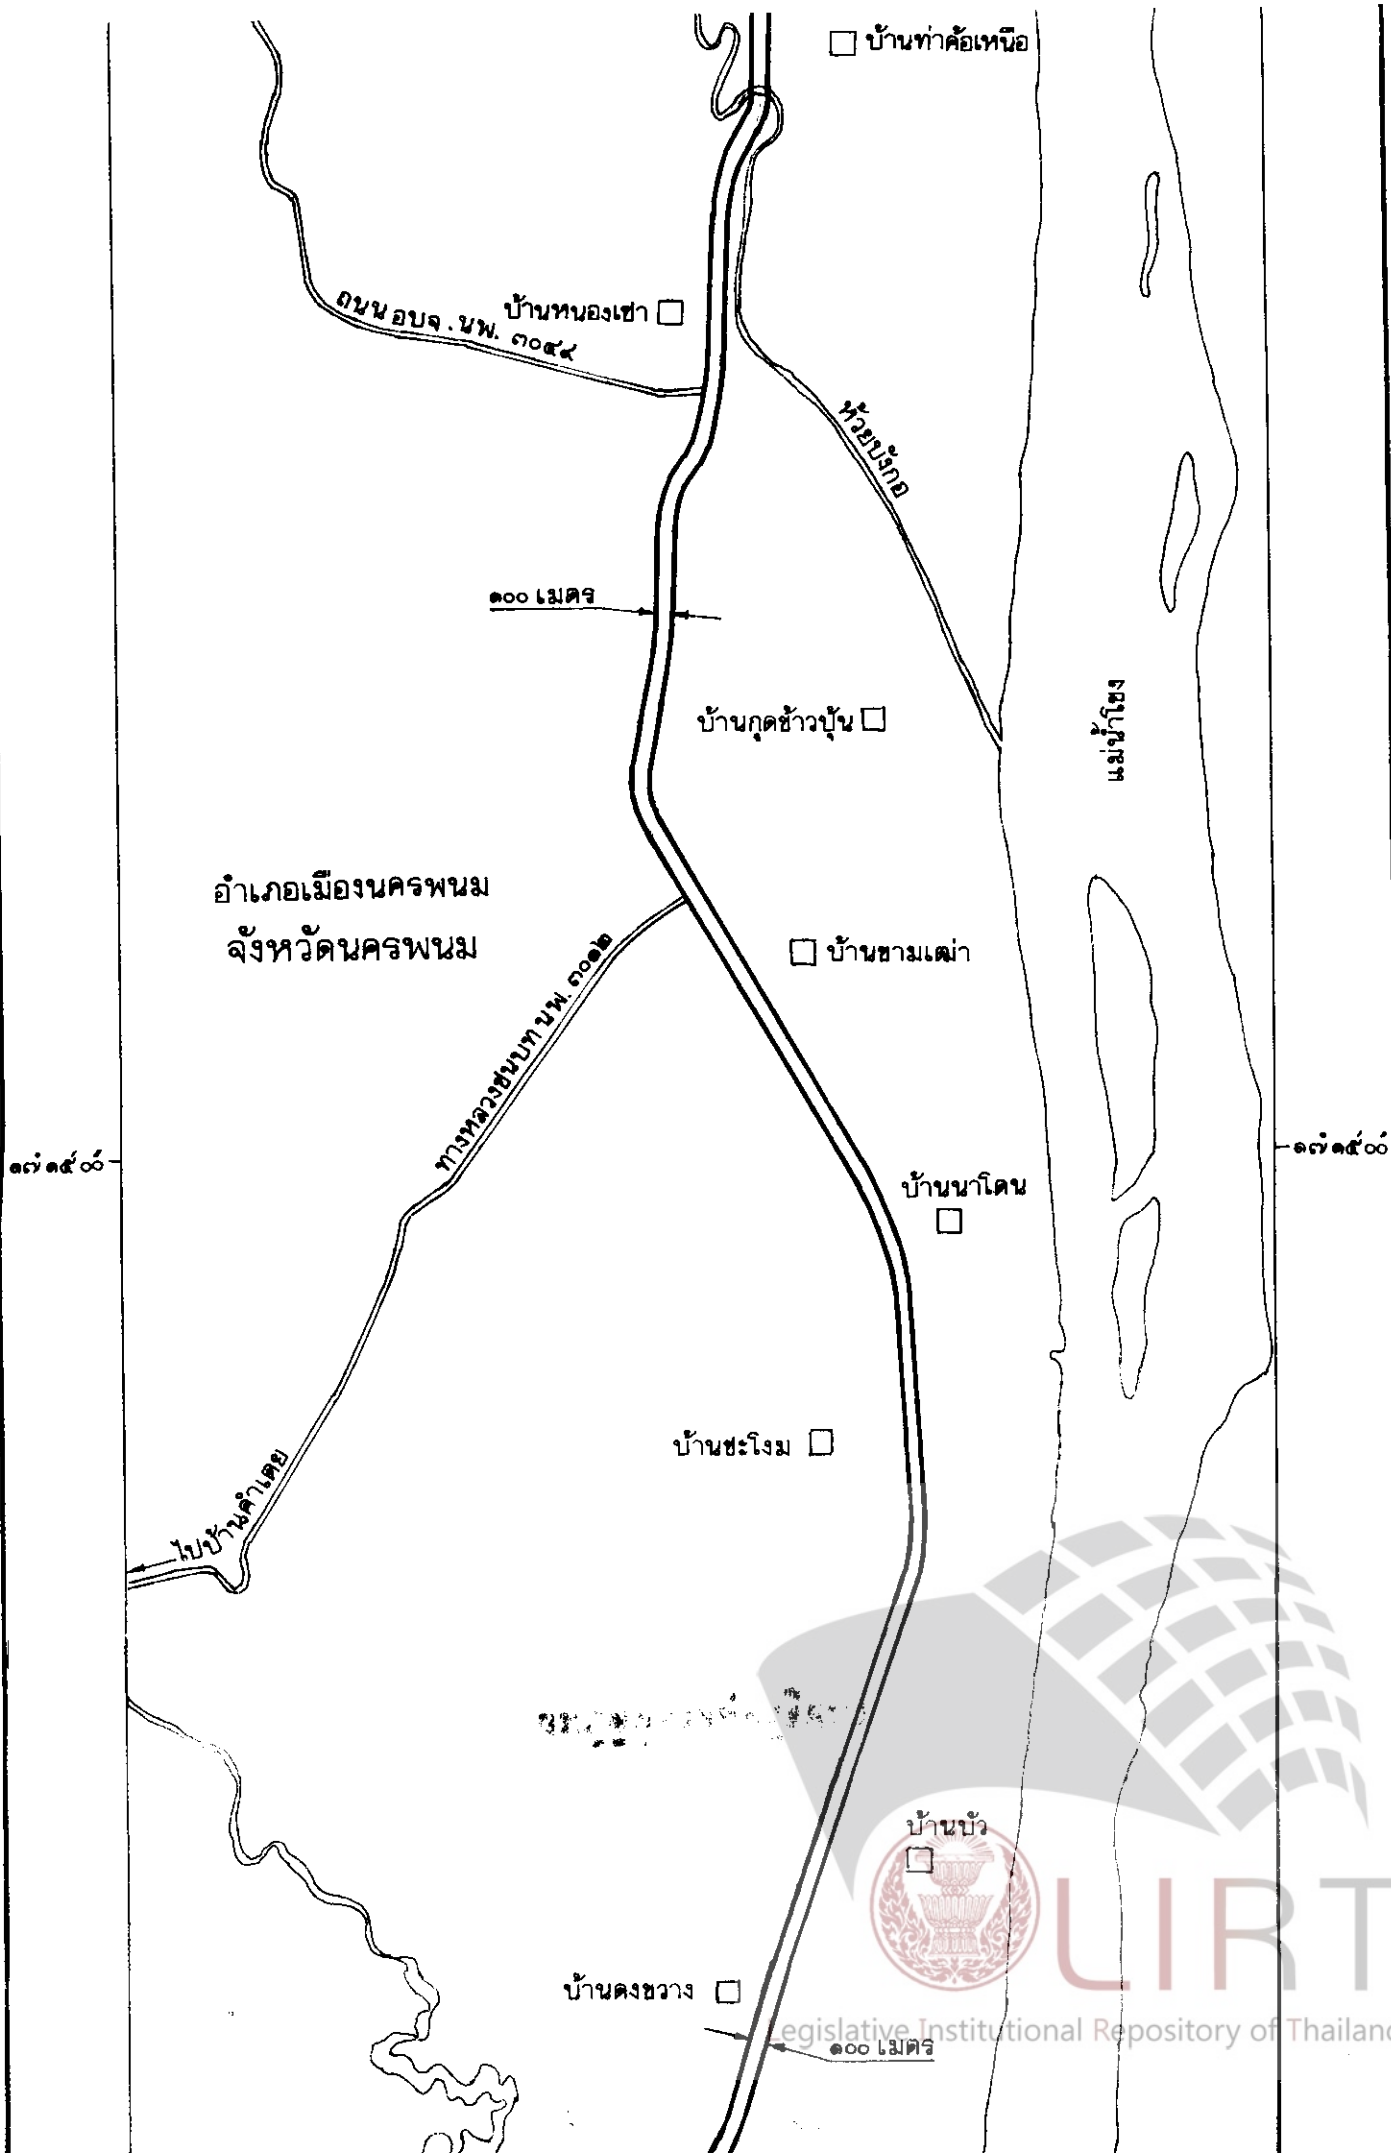 บ้านท่าค้อเหนือ
บ้านหนองเซา
ถนน อบจ. นพ. ๓๐๔๔
ห้วยบังกอ
๑๐๐ เมตร
บ้านกุดข้าวปุ้น
แม่น้ำโขง
อำเภอเมืองนครพนม
จังหวัดนครพนม
บ้านขามเฒ่า
ทางหลวงชนบท นพ. ๓๐๑๒
๑๗ํ ๑๕ ๐๐
๑๗ํ ๑๕ ๐๐
บ้านนาโดน
บ้านชะโงม
ไปบ้านคำเตย
บ้านบัว
LIRT
บ้านดงขวาง
Legislative Institutional Repository of Thailand
๑๐๐ เมตร